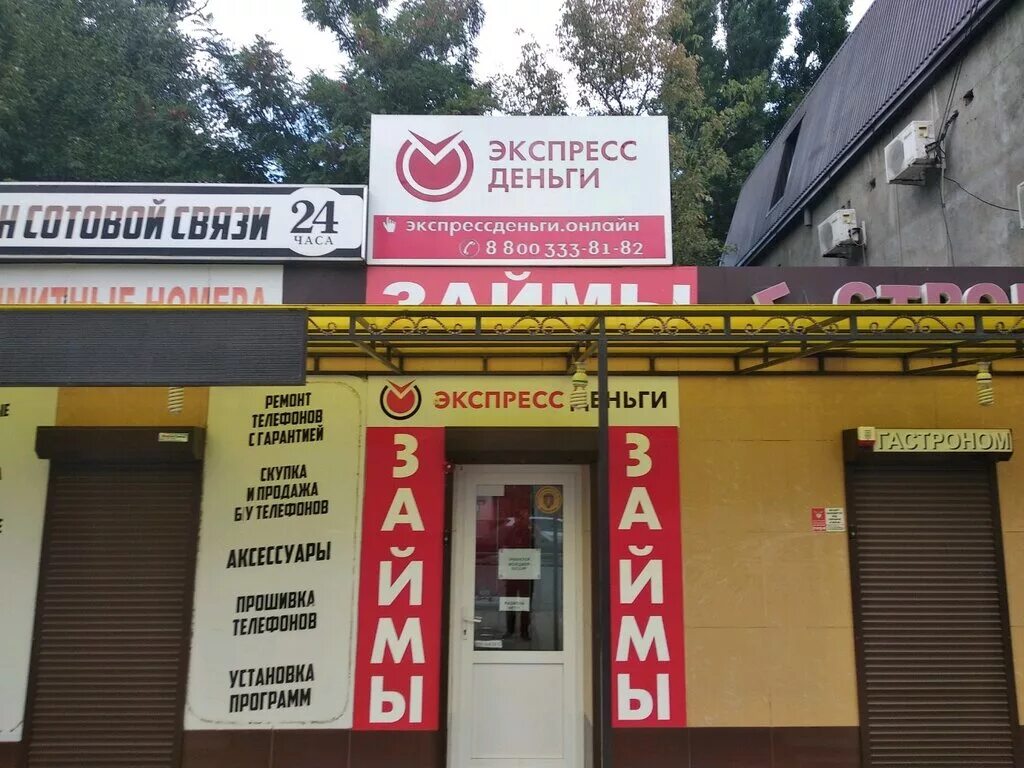 ЭКСПРЕСС
ДЕНЬГИ
экспрессденьги.онлайн
8 800 333-81-82
Н СОТОВОЙ СВЯЗИ
24
ЧАСА
НОМЕРА
ЗАЙМЫ
ЭКСПРЕСС ДЕНЬГИ
РЕМОНТ
ТЕЛЕФОНОВ
С ГАРАНТИЕЙ
СКУПКА
И ПРОДАЖА
Б/У ТЕЛЕФОНОВ
АКСЕССУАРЫ
ПРОШИВКА
ТЕЛЕФОНОВ
УСТАНОВКА
ПРОГРАММ
ЗАЙМЫ
ЗАЙМЫ
ГАСТРОНОМ